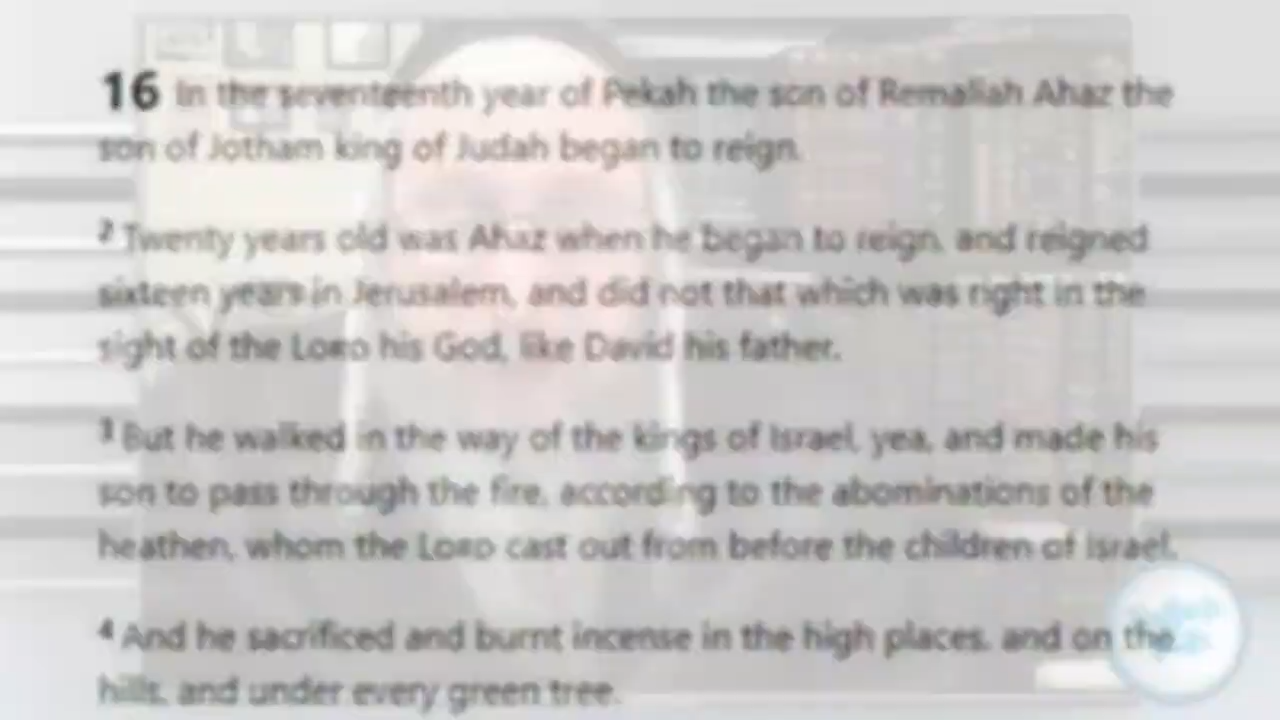 16 In the seventeenth year of Pekah the son of Remaliah Ahaz the
son of Jotham king of Judah began to reign.
2 Twenty years old was Ahaz when he began to reign, and reigned
sixteen years in Jerusalem, and did not that which was right in the
sight of the LORD his God, like David his father.
3 But he walked in the way of the kings of Israel, yea, and made his
son to pass through the fire, according to the abominations of the
heathen, whom the LORD cast out from before the children of Israel.
4 And he sacrificed and burnt incense in the high places, and on the
hills, and under every green tree.